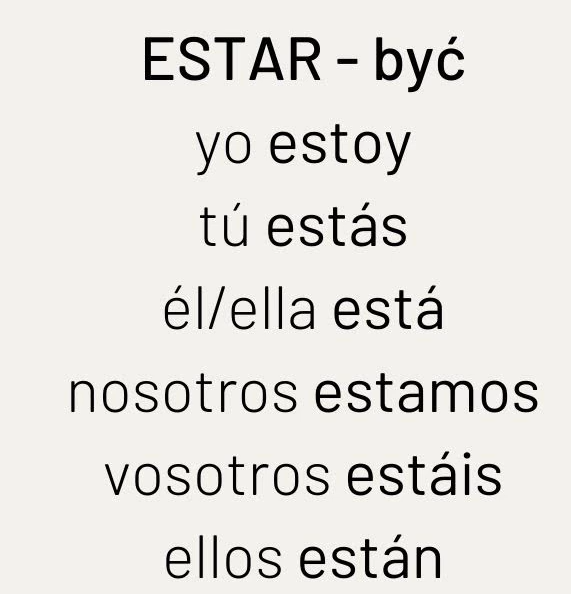 ESTAR - być
yo estoy
tú estás
él/ella está
nosotros estamos
vosotros estáis
ellos están